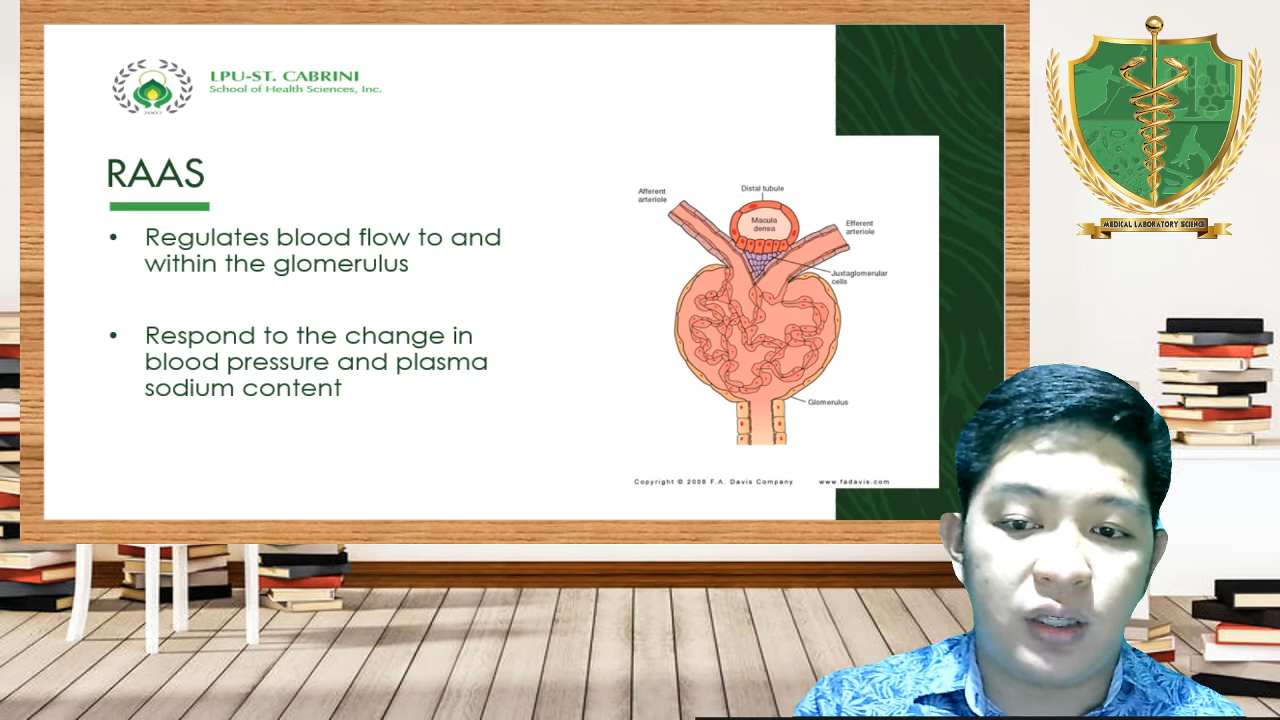 LPU-ST. CABRINI
School of Health Sciences, Inc.
2002
RAAS
• Regulates blood flow to and
within the glomerulus
• Respond to the change in
blood pressure and plasma
sodium content
Afferent
arteriole
Distal tubule
Macula
densa
Efferent
arteriole
Juxtaglomerular
cells
Glomerulus
Copyright © 2008 F.A. Davis Company www.fadavis.com
MEDICAL LABORATORY SCIENCE